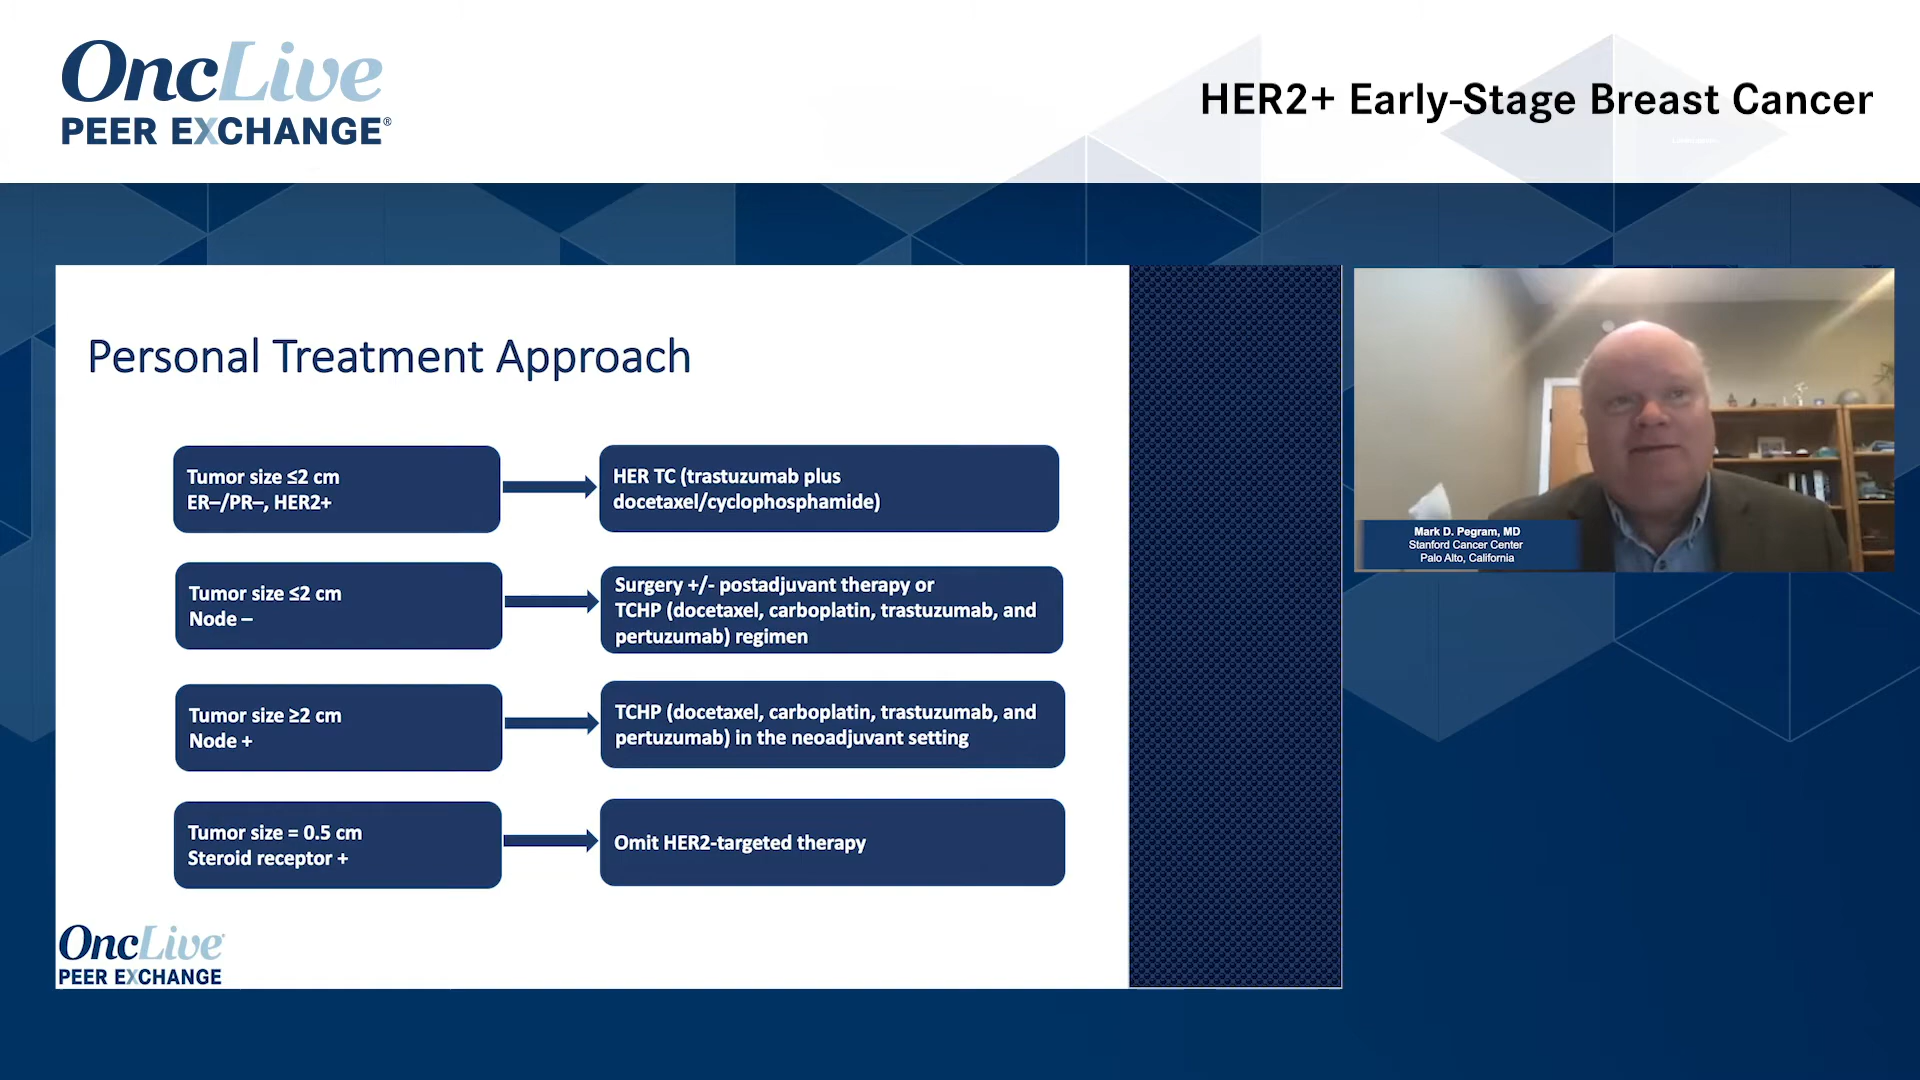 OncLive
PEER EXCHANGE®
HER2+ Early-Stage Breast Cancer
Personal Treatment Approach
Tumor size ≤2 cm
ER–/PR–, HER2+
HER TC (trastuzumab plus
docetaxel/cyclophosphamide)
Tumor size ≤2 cm
Node –
Surgery +/- postadjuvant therapy or
TCHP (docetaxel, carboplatin, trastuzumab, and
pertuzumab) regimen
Tumor size ≥2 cm
Node +
TCHP (docetaxel, carboplatin, trastuzumab, and
pertuzumab) in the neoadjuvant setting
Tumor size = 0.5 cm
Steroid receptor +
Omit HER2-targeted therapy
OncLive
PEER EXCHANGE
Mark D. Pegram, MD
Stanford Cancer Center
Palo Alto, California